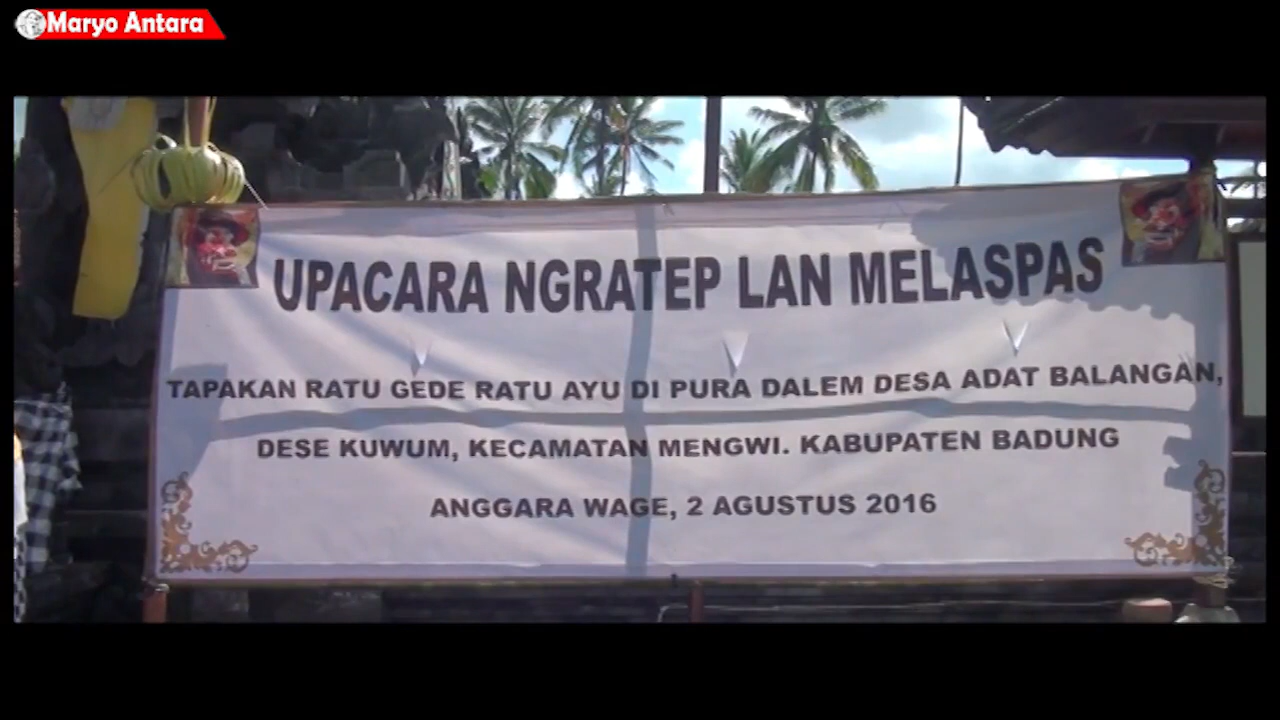 Maryo Antara
UPACARA NGRATEP LAN MELASPAS
TAPAKAN RATU GEDE RATU AYU DI PURA DALEM DESA ADAT BALANGAN,
DESE KUWUM, KECAMATAN MENGWI. KABUPATEN BADUNG
ANGGARA WAGE, 2 AGUSTUS 2016